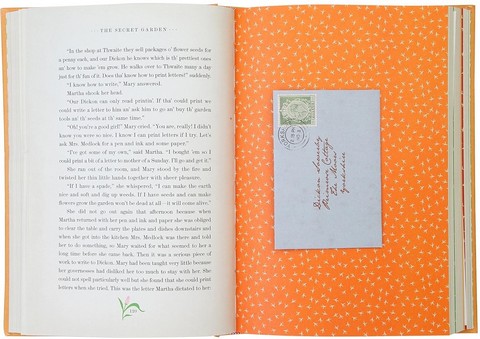 THE SECRET GARDEN
"In the shop at Thwaite they sell packages o' flower seeds for
a penny each, and our Dickon he knows which is th' prettiest ones
an' how to make 'em grow. He walks over to Thwaite many a day
just for th' fun of it. Does tha' know how to print letters?" suddenly.
"I know how to write," Mary answered.
Martha shook her head.
"Our Dickon can only read printin'. If tha' could print we
could write a letter to him an' ask him to go an' buy th' garden
tools an' th' seeds at th' same time."
"Oh! you're a good girl!" Mary cried. "You are, really! I didn't
know you were so nice. I know I can print letters if I try. Let's
ask Mrs. Medlock for a pen and ink and some paper."
"I've got some of my own," said Martha. "I bought 'em so I
could print a bit of a letter to mother of a Sunday. I'll go and get it."
She ran out of the room, and Mary stood by the fire and
twisted her thin little hands together with sheer pleasure.
"If I have a spade," she whispered, "I can make the earth
nice and soft and dig up weeds. If I have seeds and can make
flowers grow the garden won't be dead at all – it will come alive."
She did not go out again that afternoon because when
Martha returned with her pen and ink and paper she was obliged
to clear the table and carry the plates and dishes downstairs and
when she got into the kitchen Mrs. Medlock was there and told
her to do something, so Mary waited for what seemed to her a
long time before she came back. Then it was a serious piece of
work to write to Dickon. Mary had been taught very little because
her governesses had disliked her too much to stay with her. She
could not spell particularly well but she found that she could print
letters when she tried. This was the letter Martha dictated to her:
120
Dickon Sowerby
Cottage
The Moor
Yorkshire